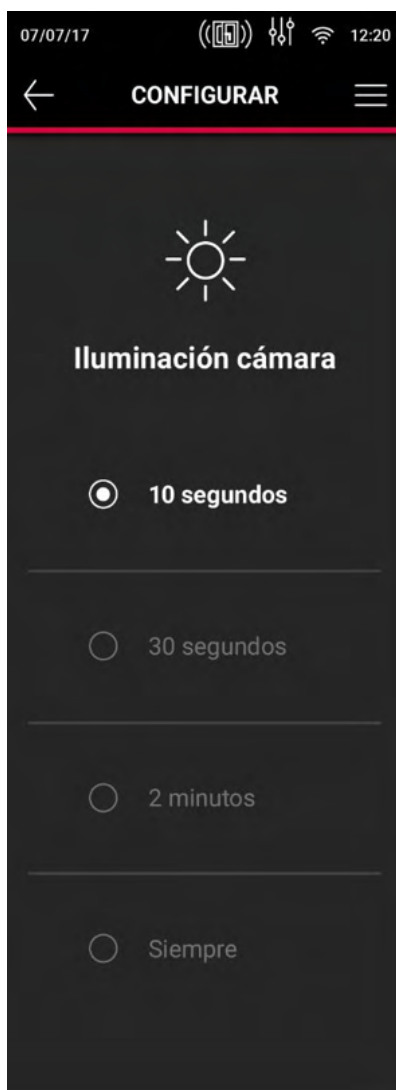 07/07/17 12:20
CONFIGURAR
Iluminación cámara
10 segundos
30 segundos
2 minutos
Siempre